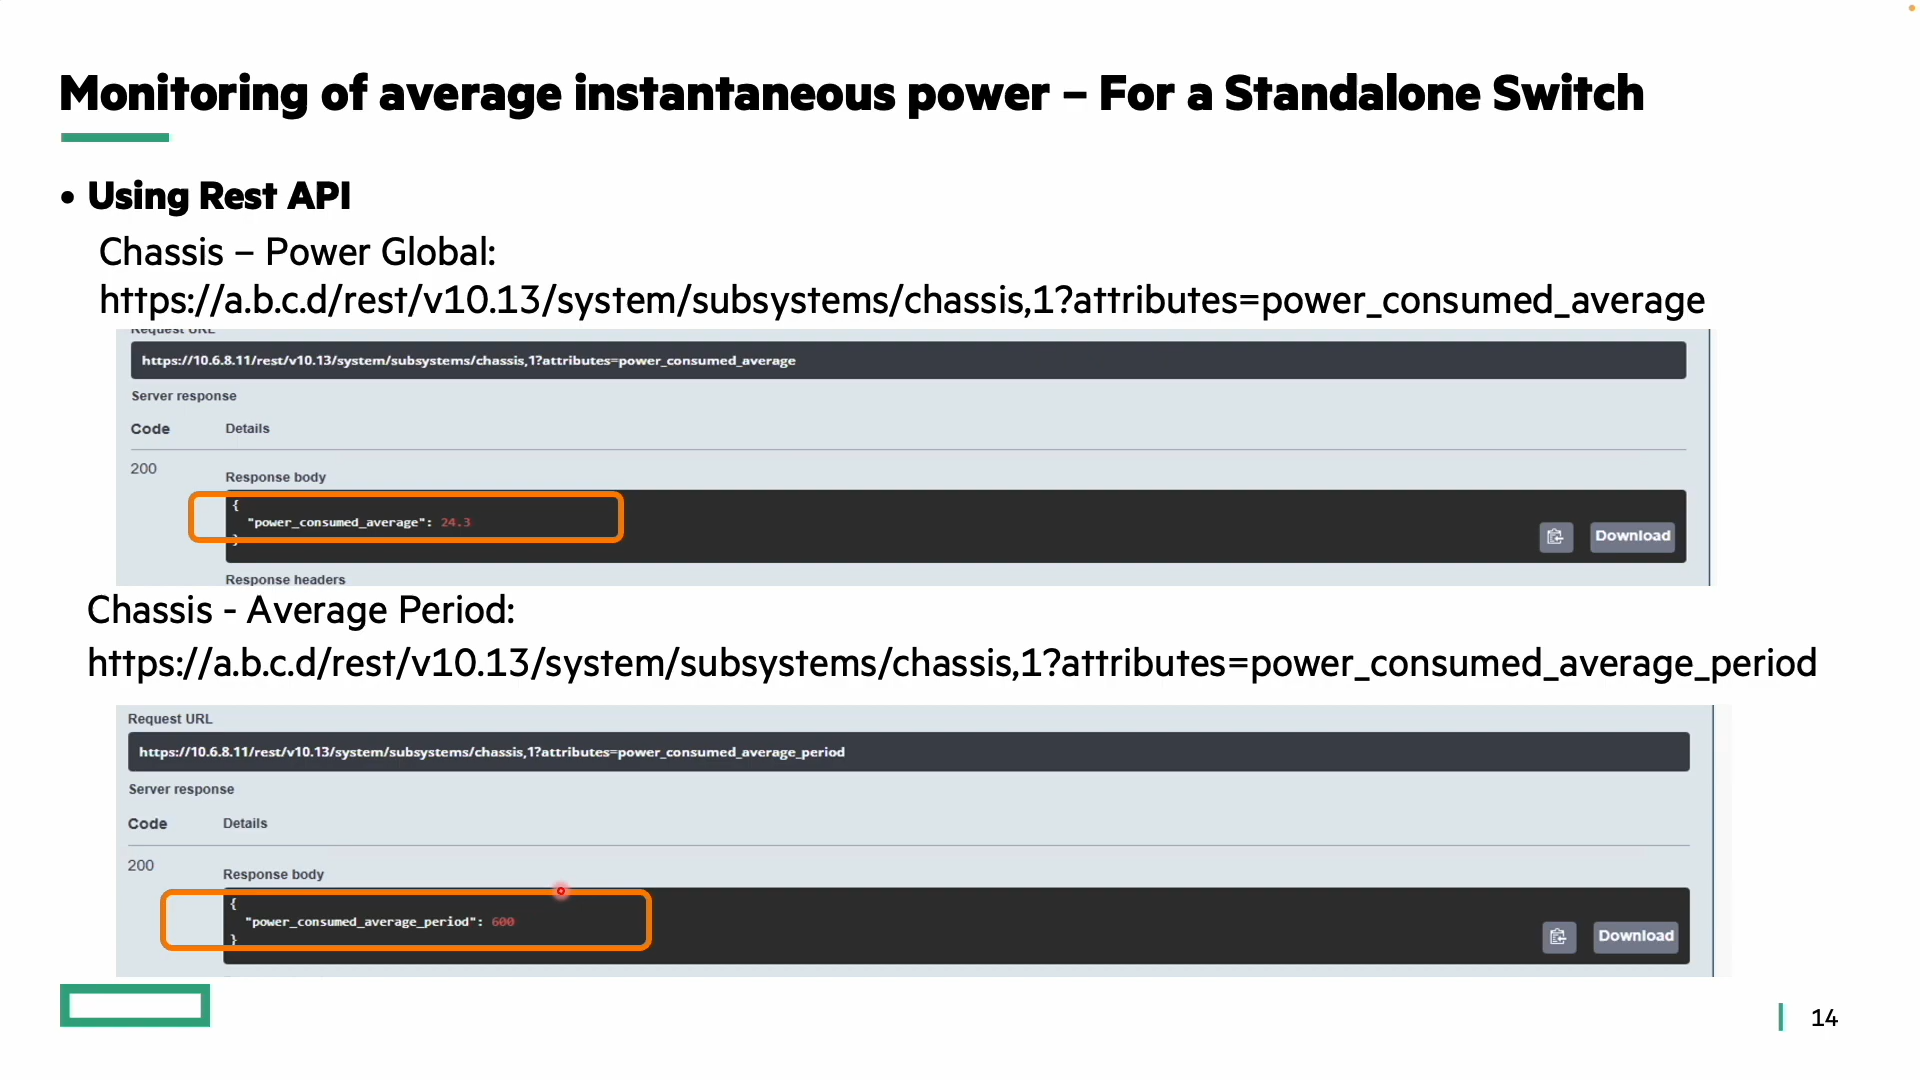 Monitoring of average instantaneous power – For a Standalone Switch
• Using Rest API
Chassis – Power Global:
https://a.b.c.d/rest/v10.13/system/subsystems/chassis,1?attributes=power_consumed_average
Request URL
https://10.6.8.11/rest/v10.13/system/subsystems/chassis,1?attributes=power_consumed_average
Server response
Code Details
200
Response body
{
"power_consumed_average": 24.3
}
Download
Response headers
Chassis - Average Period:
https://a.b.c.d/rest/v10.13/system/subsystems/chassis,1?attributes=power_consumed_average_period
Request URL
https://10.6.8.11/rest/v10.13/system/subsystems/chassis,1?attributes=power_consumed_average_period
Server response
Code Details
200
Response body
{
"power_consumed_average_period": 600
}
Download
14